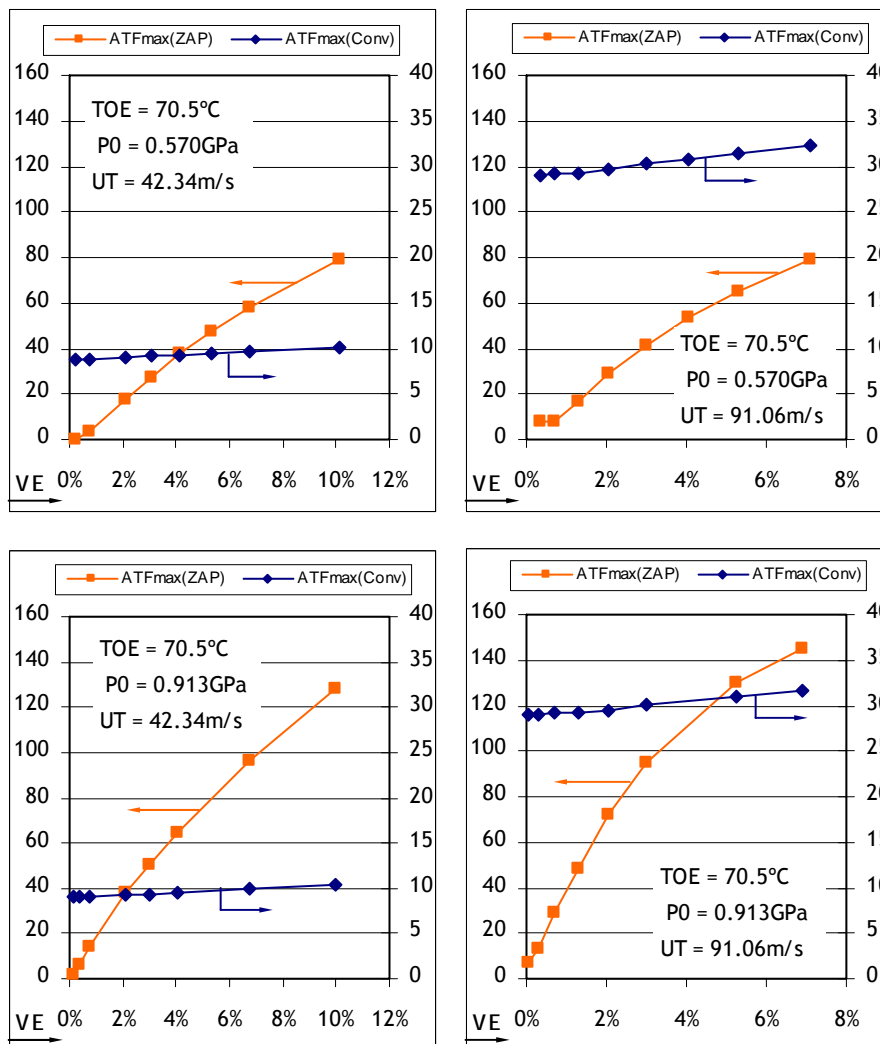 ATFmax(ZAP) ATFmax(Conv)
160 40
140 35
120 30
100 25
80 20
60 15
40 10
20 5
0 0
TOE = 70.5ºC
P0 = 0.570GPa
UT = 42.34m/s
0% 2% 4% 6% 8% 10% 12%
VE
ATFmax(ZAP) ATFmax(Conv)
160
140
120
100
80
60
40
20
0
TOE = 70.5ºC
P0 = 0.570GPa
UT = 91.06m/s
0% 2% 4% 6% 8%
VE
ATFmax(ZAP) ATFmax(Conv)
160 40
140 35
120 30
100 25
80 20
60 15
40 10
20 5
0 0
TOE = 70.5ºC
P0 = 0.913GPa
UT = 42.34m/s
0% 2% 4% 6% 8% 10% 12%
VE
ATFmax(ZAP) ATFmax(Conv)
160
140
120
100
80
60
40
20
0
TOE = 70.5ºC
P0 = 0.913GPa
UT = 91.06m/s
0% 2% 4% 6% 8%
VE